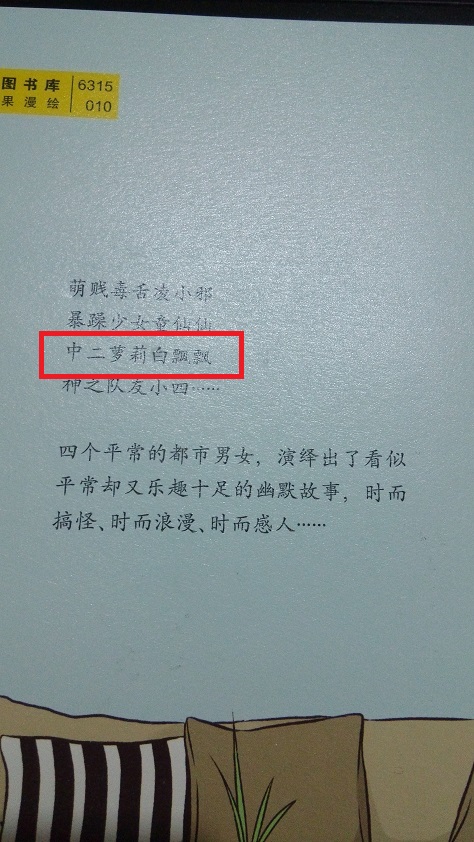 图书库 6315
果漫绘 010
萌贱毒舌凌小邪
暴躁少女童仙仙
中二萝莉白飘飘
神之队友小四……
四个平常的都市男女，演绎出了看似
平常却又乐趣十足的幽默故事，时而
搞怪、时而浪漫、时而感人……